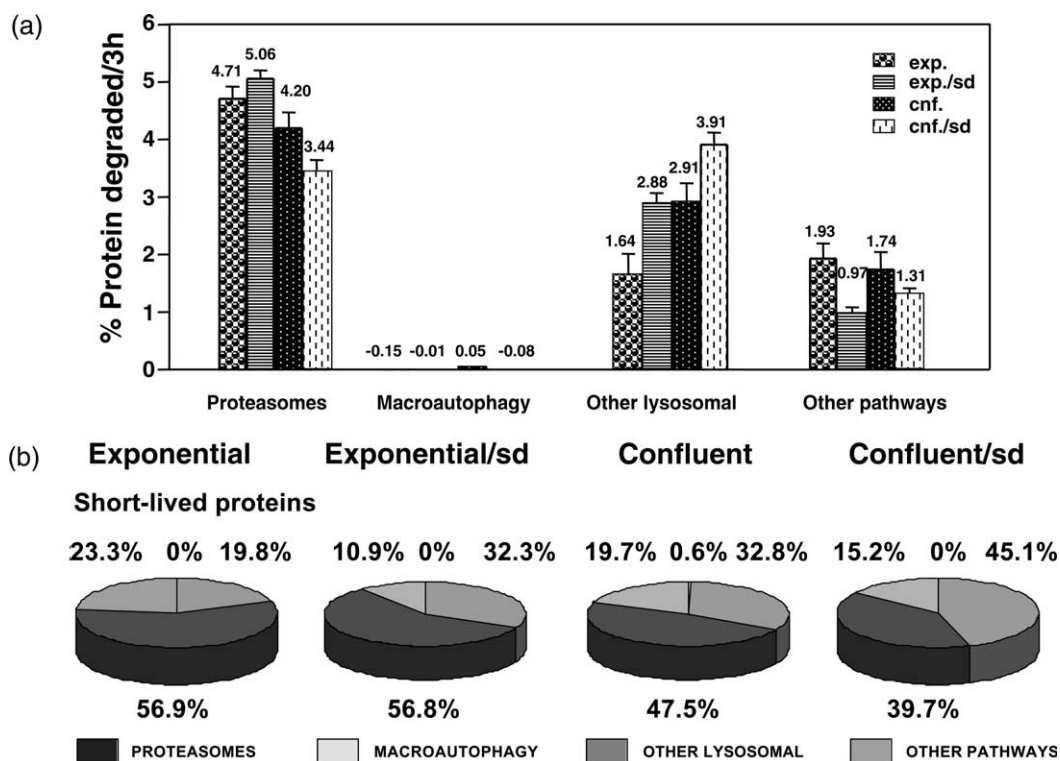 (a)
% Protein degraded/3h
6
5
4
3
2
1
0
4.71 5.06 4.20 3.44
-0.15 -0.01 0.05 -0.08
1.64 2.88 2.91 3.91
1.93 0.97 1.74 1.31
exp.
exp./sd
cnf.
cnf./sd
Proteasomes Macroautophagy Other lysosomal Other pathways
(b)
Exponential Exponential/sd Confluent Confluent/sd
Short-lived proteins
23.3% 0% 19.8% 10.9% 0% 32.3% 19.7% 0.6% 32.8% 15.2% 0% 45.1%
56.9% 56.8% 47.5% 39.7%
PROTEASOMES MACROAUTOPHAGY OTHER LYSOSOMAL OTHER PATHWAYS